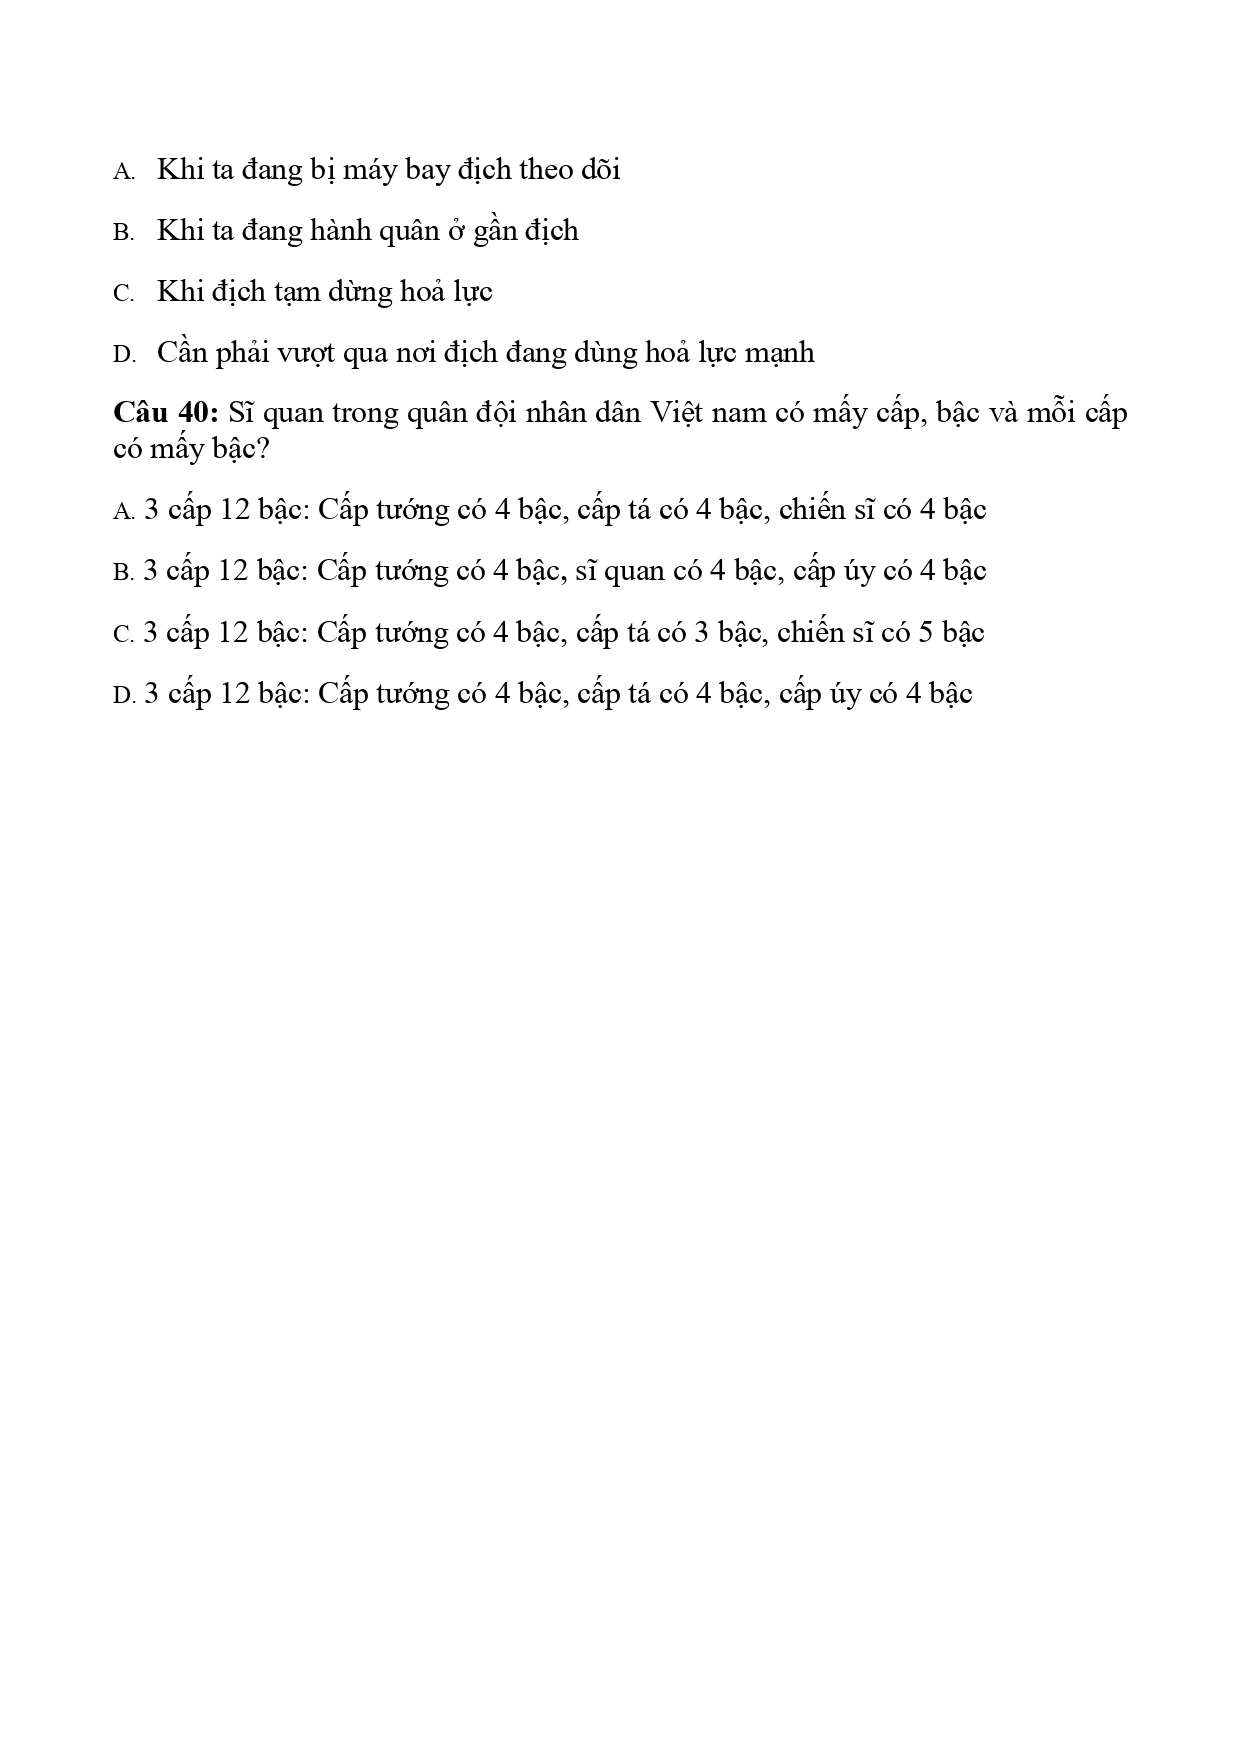 A. Khi ta đang bị máy bay địch theo dõi
B. Khi ta đang hành quân ở gần địch
C. Khi địch tạm dừng hoả lực
D. Cần phải vượt qua nơi địch đang dùng hoả lực mạnh
Câu 40: Sĩ quan trong quân đội nhân dân Việt nam có mấy cấp, bậc và mỗi cấp
có mấy bậc?
A. 3 cấp 12 bậc: Cấp tướng có 4 bậc, cấp tá có 4 bậc, chiến sĩ có 4 bậc
B. 3 cấp 12 bậc: Cấp tướng có 4 bậc, sĩ quan có 4 bậc, cấp úy có 4 bậc
C. 3 cấp 12 bậc: Cấp tướng có 4 bậc, cấp tá có 3 bậc, chiến sĩ có 5 bậc
D. 3 cấp 12 bậc: Cấp tướng có 4 bậc, cấp tá có 4 bậc, cấp úy có 4 bậc